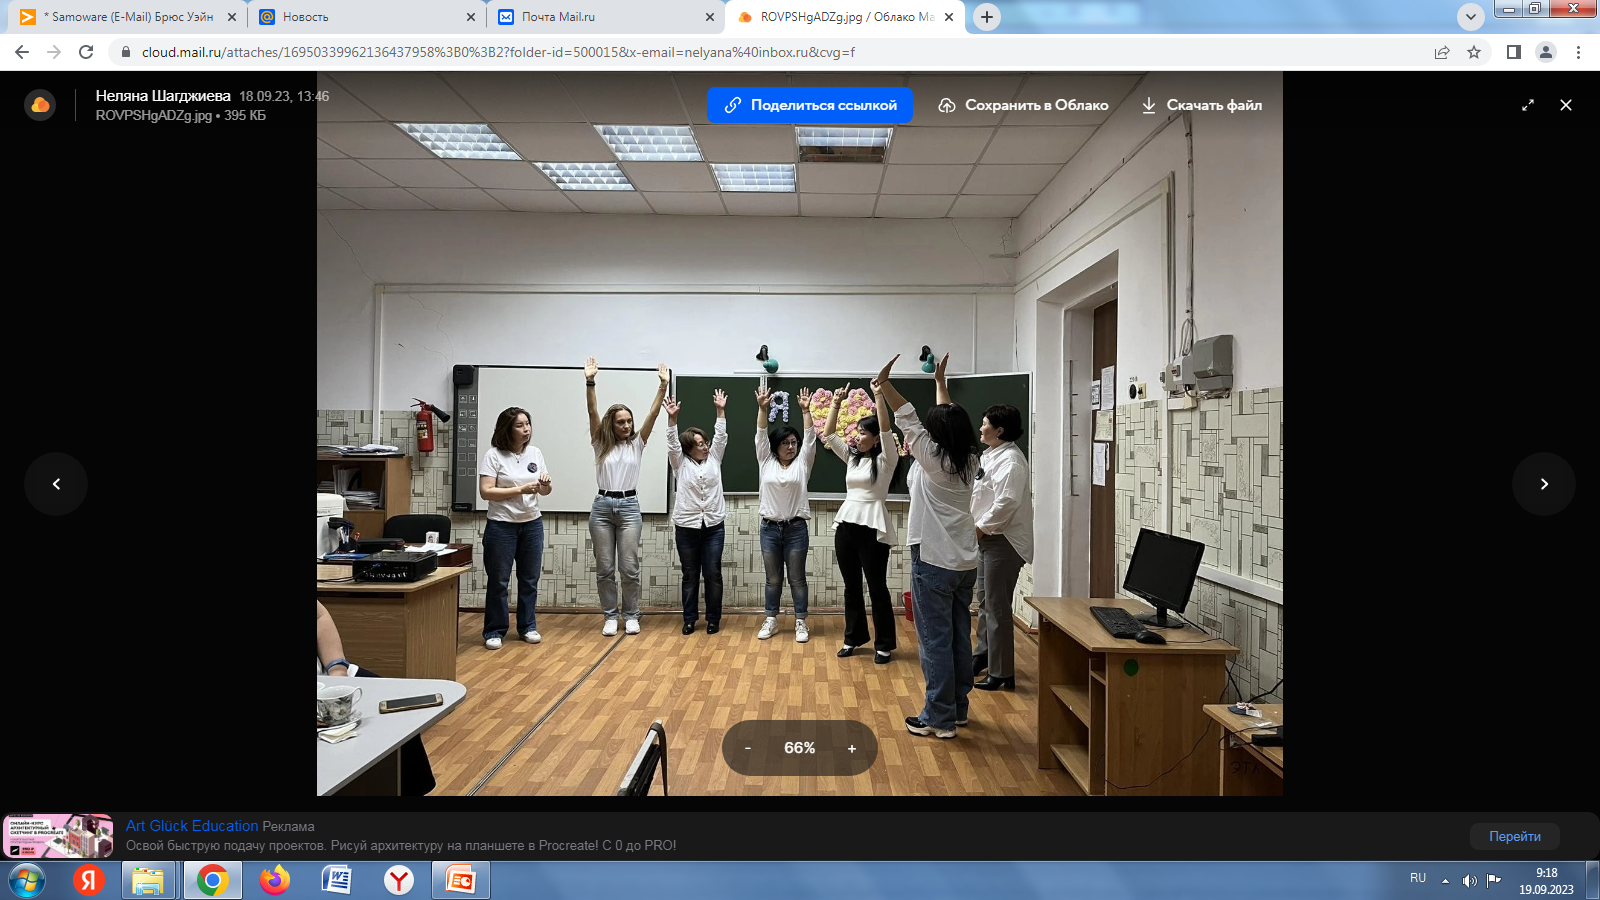 * Samoware (E-Mail) Брюс Уэйн
Новость
Почта Mail.ru
ROVPSHgADZg.jpg / Облако Ma
cloud.mail.ru/attaches/16950339962136437958%3B0%3B2?folder-id=500015&x-email=nelyana%40inbox.ru&cvg=f
Неляна Шагджиева 18.09.23, 13:46
ROVPSHgADZg.jpg • 395 КБ
Поделиться ссылкой
Сохранить в Облако
Скачать файл
Я
ЭТЛ
- 66% +
Art Glück Education Реклама
Освой быструю подачу проектов. Рисуй архитектуру на планшете в Procreate! С 0 до PRO!
Перейти
RU
9:18
19.09.2023